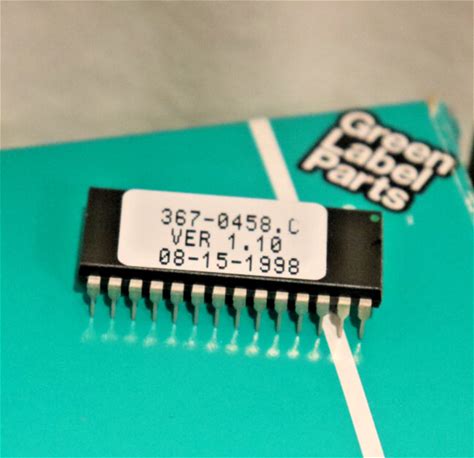 Green
Label
Parts
367-0458.C
VER 1.10
08-15-1998